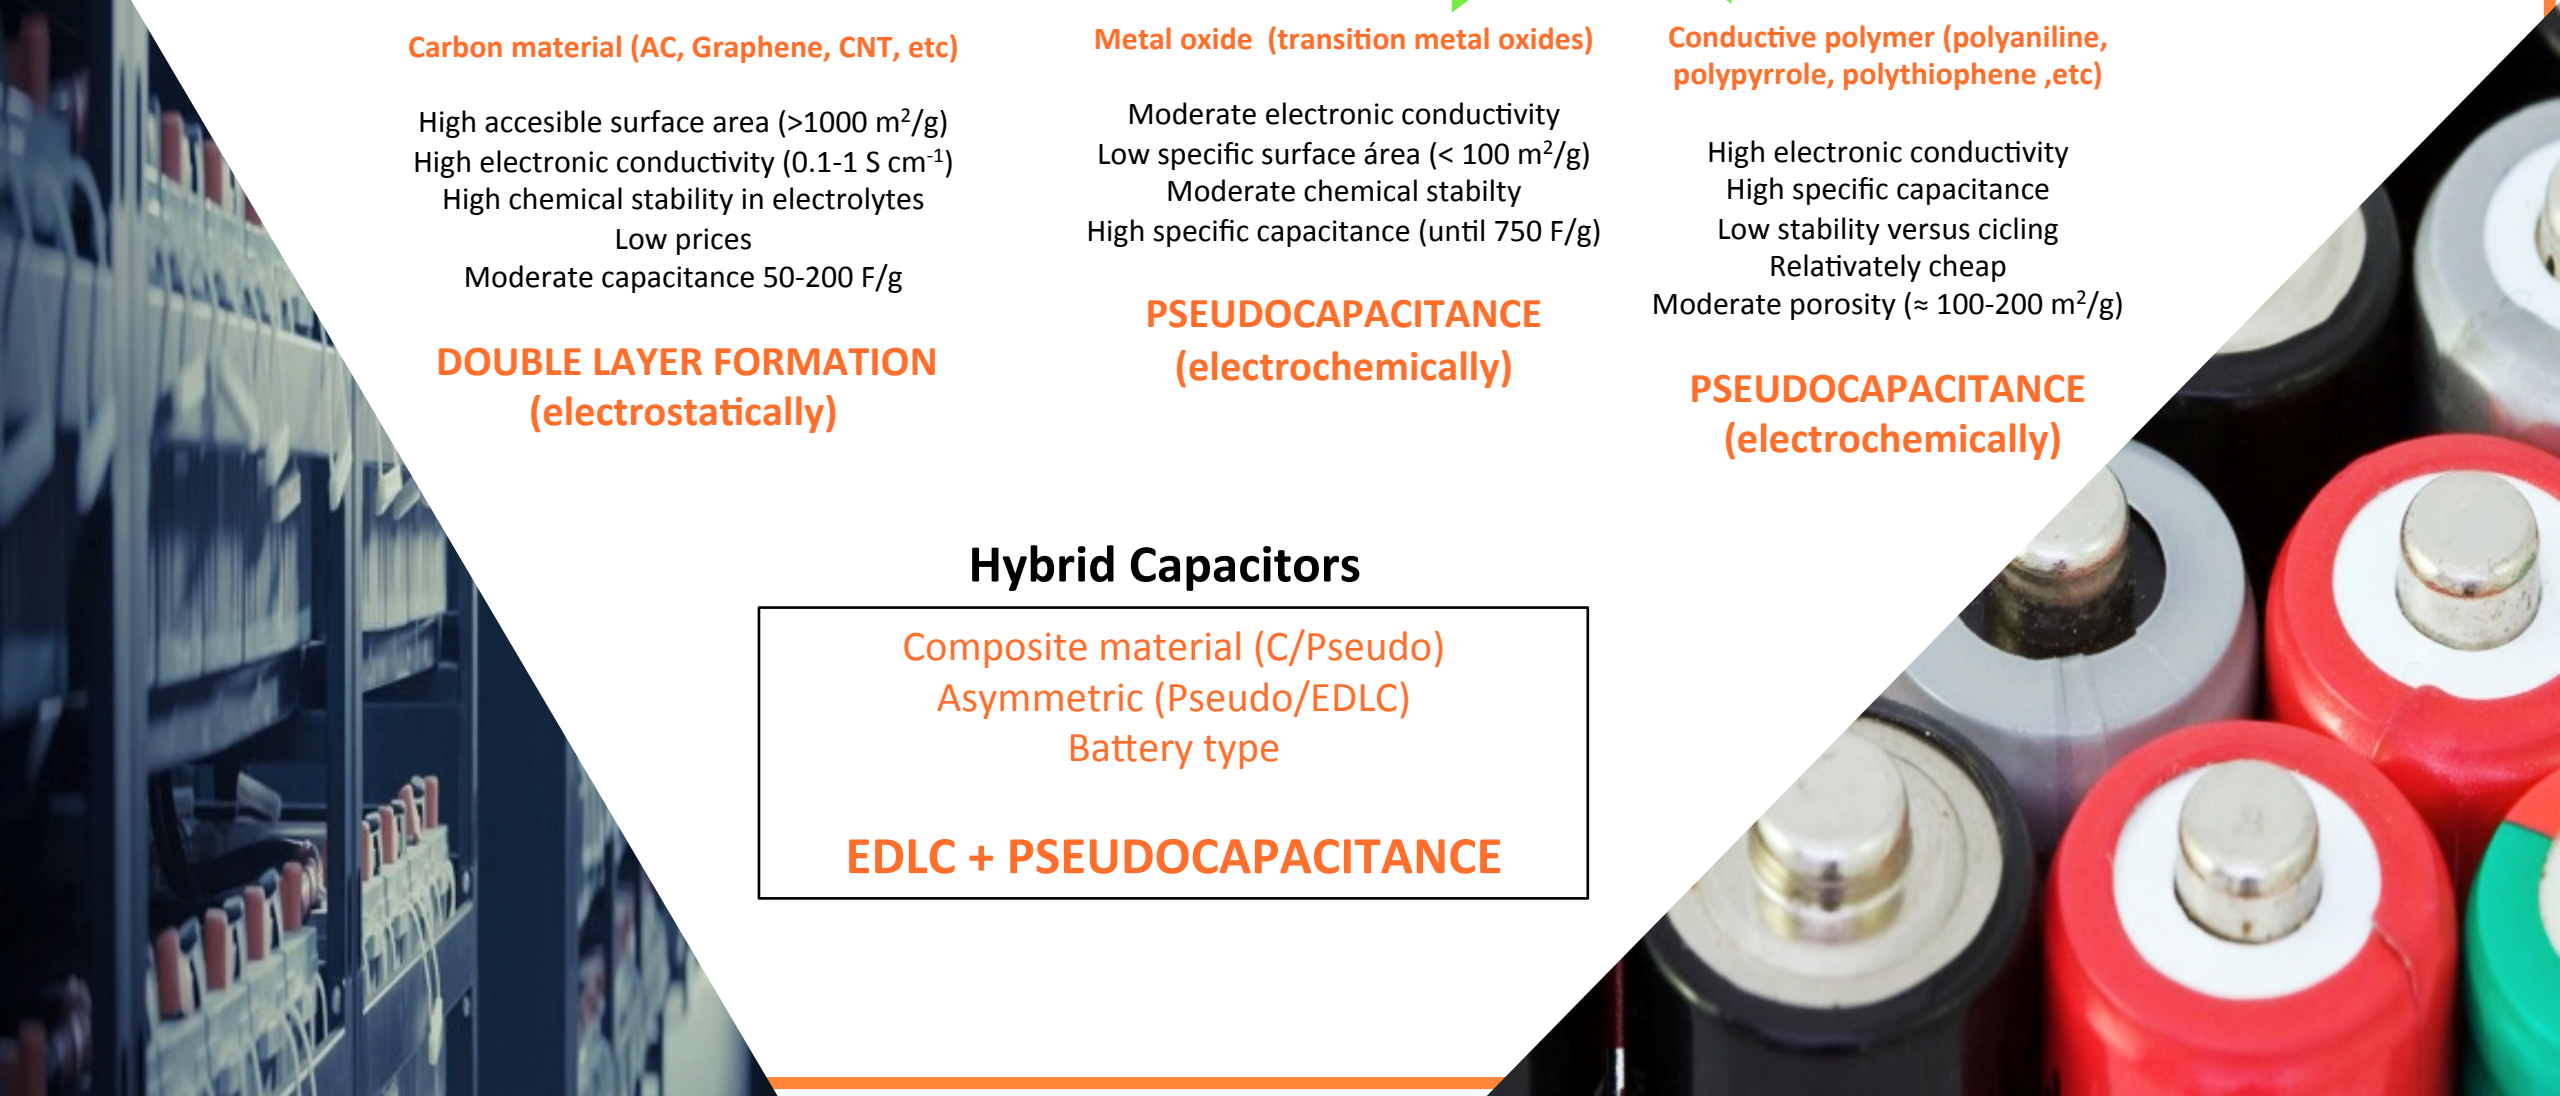 Carbon material (AC, Graphene, CNT, etc)
High accesible surface area (>1000 m²/g)
High electronic conductivity (0.1-1 S cm⁻¹)
High chemical stability in electrolytes
Low prices
Moderate capacitance 50-200 F/g
DOUBLE LAYER FORMATION
(electrostatically)
Metal oxide (transition metal oxides)
Moderate electronic conductivity
Low specific surface área (< 100 m²/g)
Moderate chemical stabilty
High specific capacitance (until 750 F/g)
PSEUDOCAPACITANCE
(electrochemically)
Conductive polymer (polyaniline,
polypyrrole, polythiophene ,etc)
High electronic conductivity
High specific capacitance
Low stability versus cicling
Relativately cheap
Moderate porosity (≈ 100-200 m²/g)
PSEUDOCAPACITANCE
(electrochemically)
Hybrid Capacitors
Composite material (C/Pseudo)
Asymmetric (Pseudo/EDLC)
Battery type
EDLC + PSEUDOCAPACITANCE